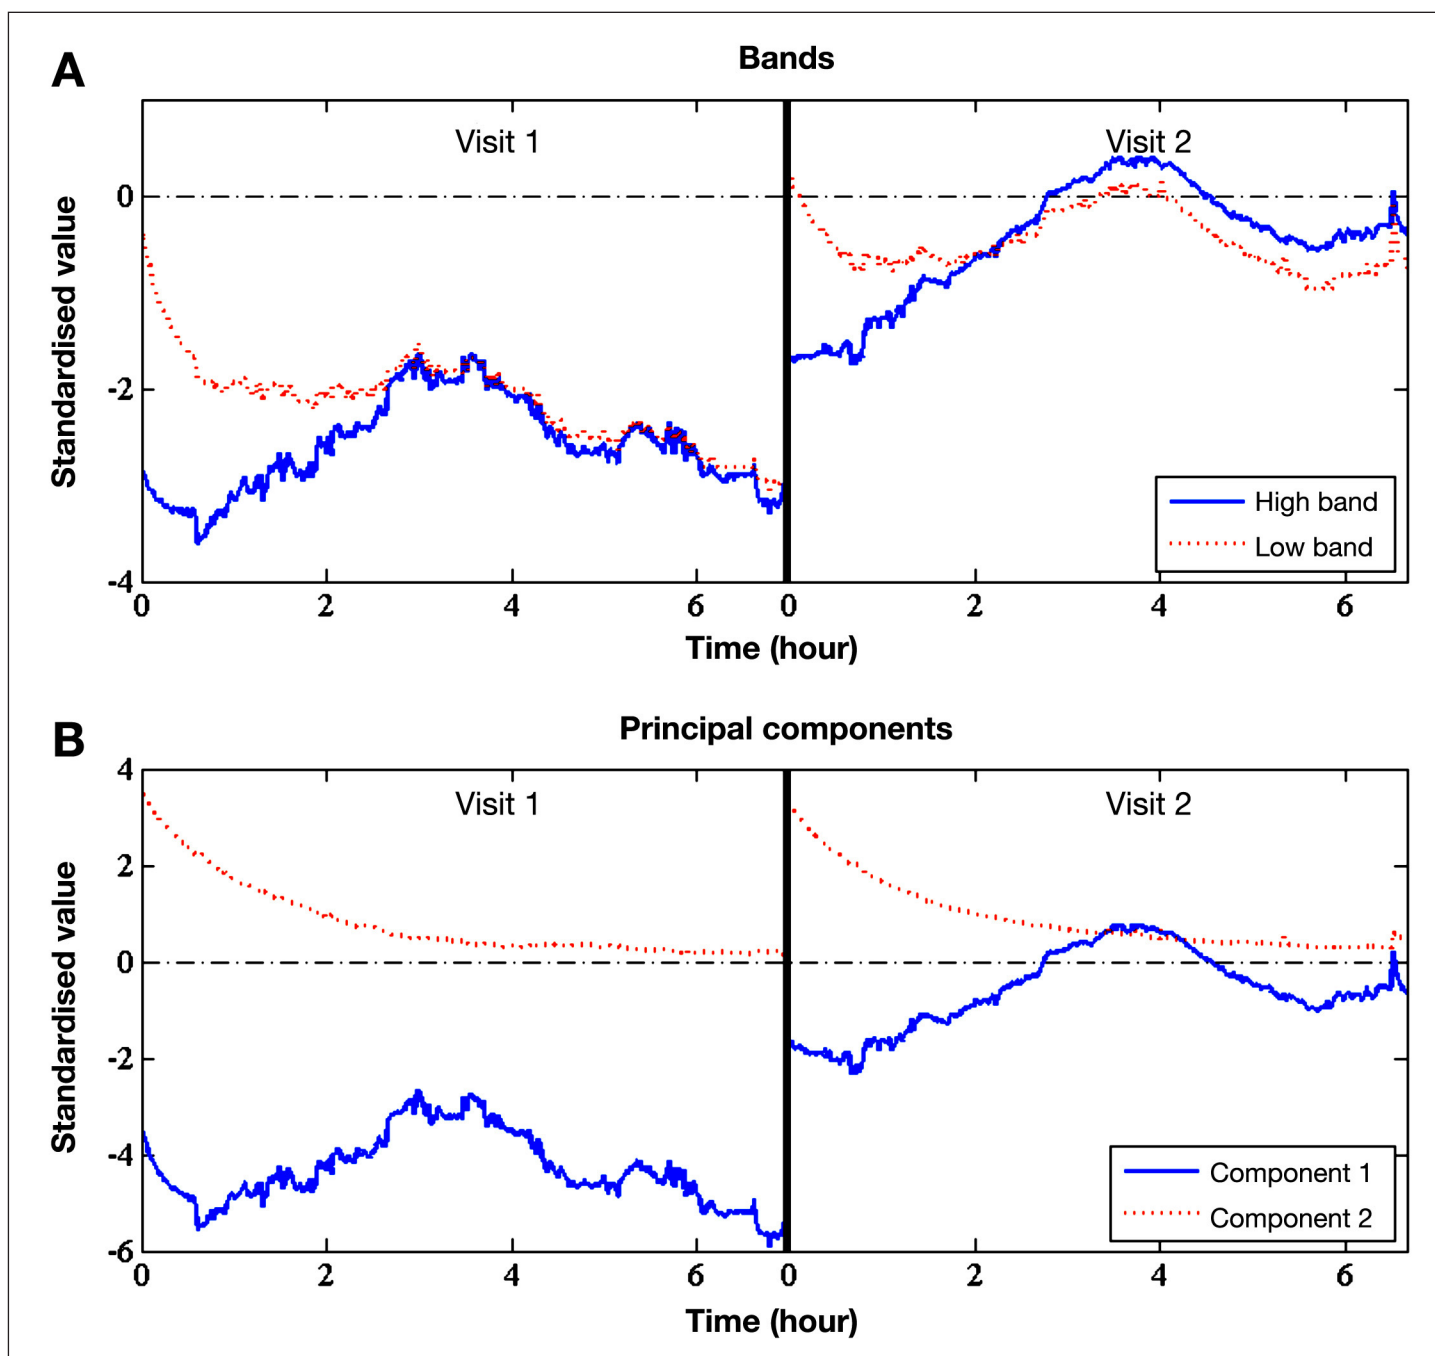 A
Bands
Visit 1
Visit 2
Standardised value
0
-2
-4
High band
Low band
0 2 4 6 0 2 4 6
Time (hour)
B
Principal components
Visit 1
Visit 2
Standardised value
4
2
0
-2
-4
-6
Component 1
Component 2
0 2 4 6 0 2 4 6
Time (hour)